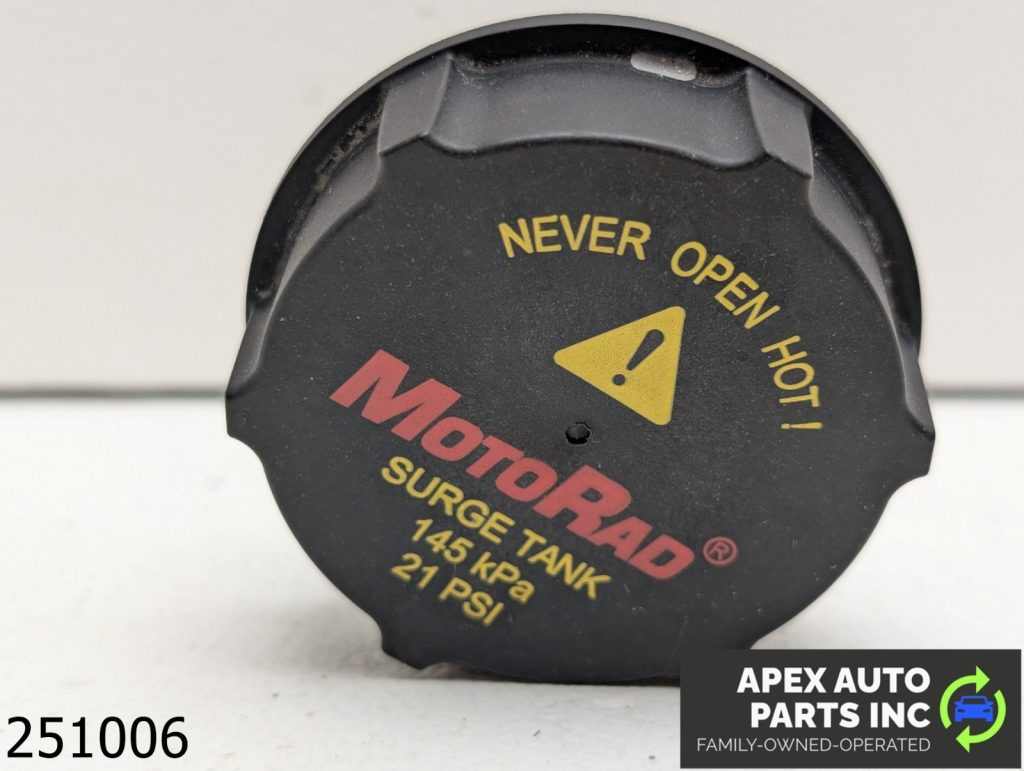 NEVER OPEN HOT!
!
MOTORAD®
SURGE TANK
145 kPa
21 PSI
251006
APEX AUTO
PARTS INC
FAMILY-OWNED-OPERATED